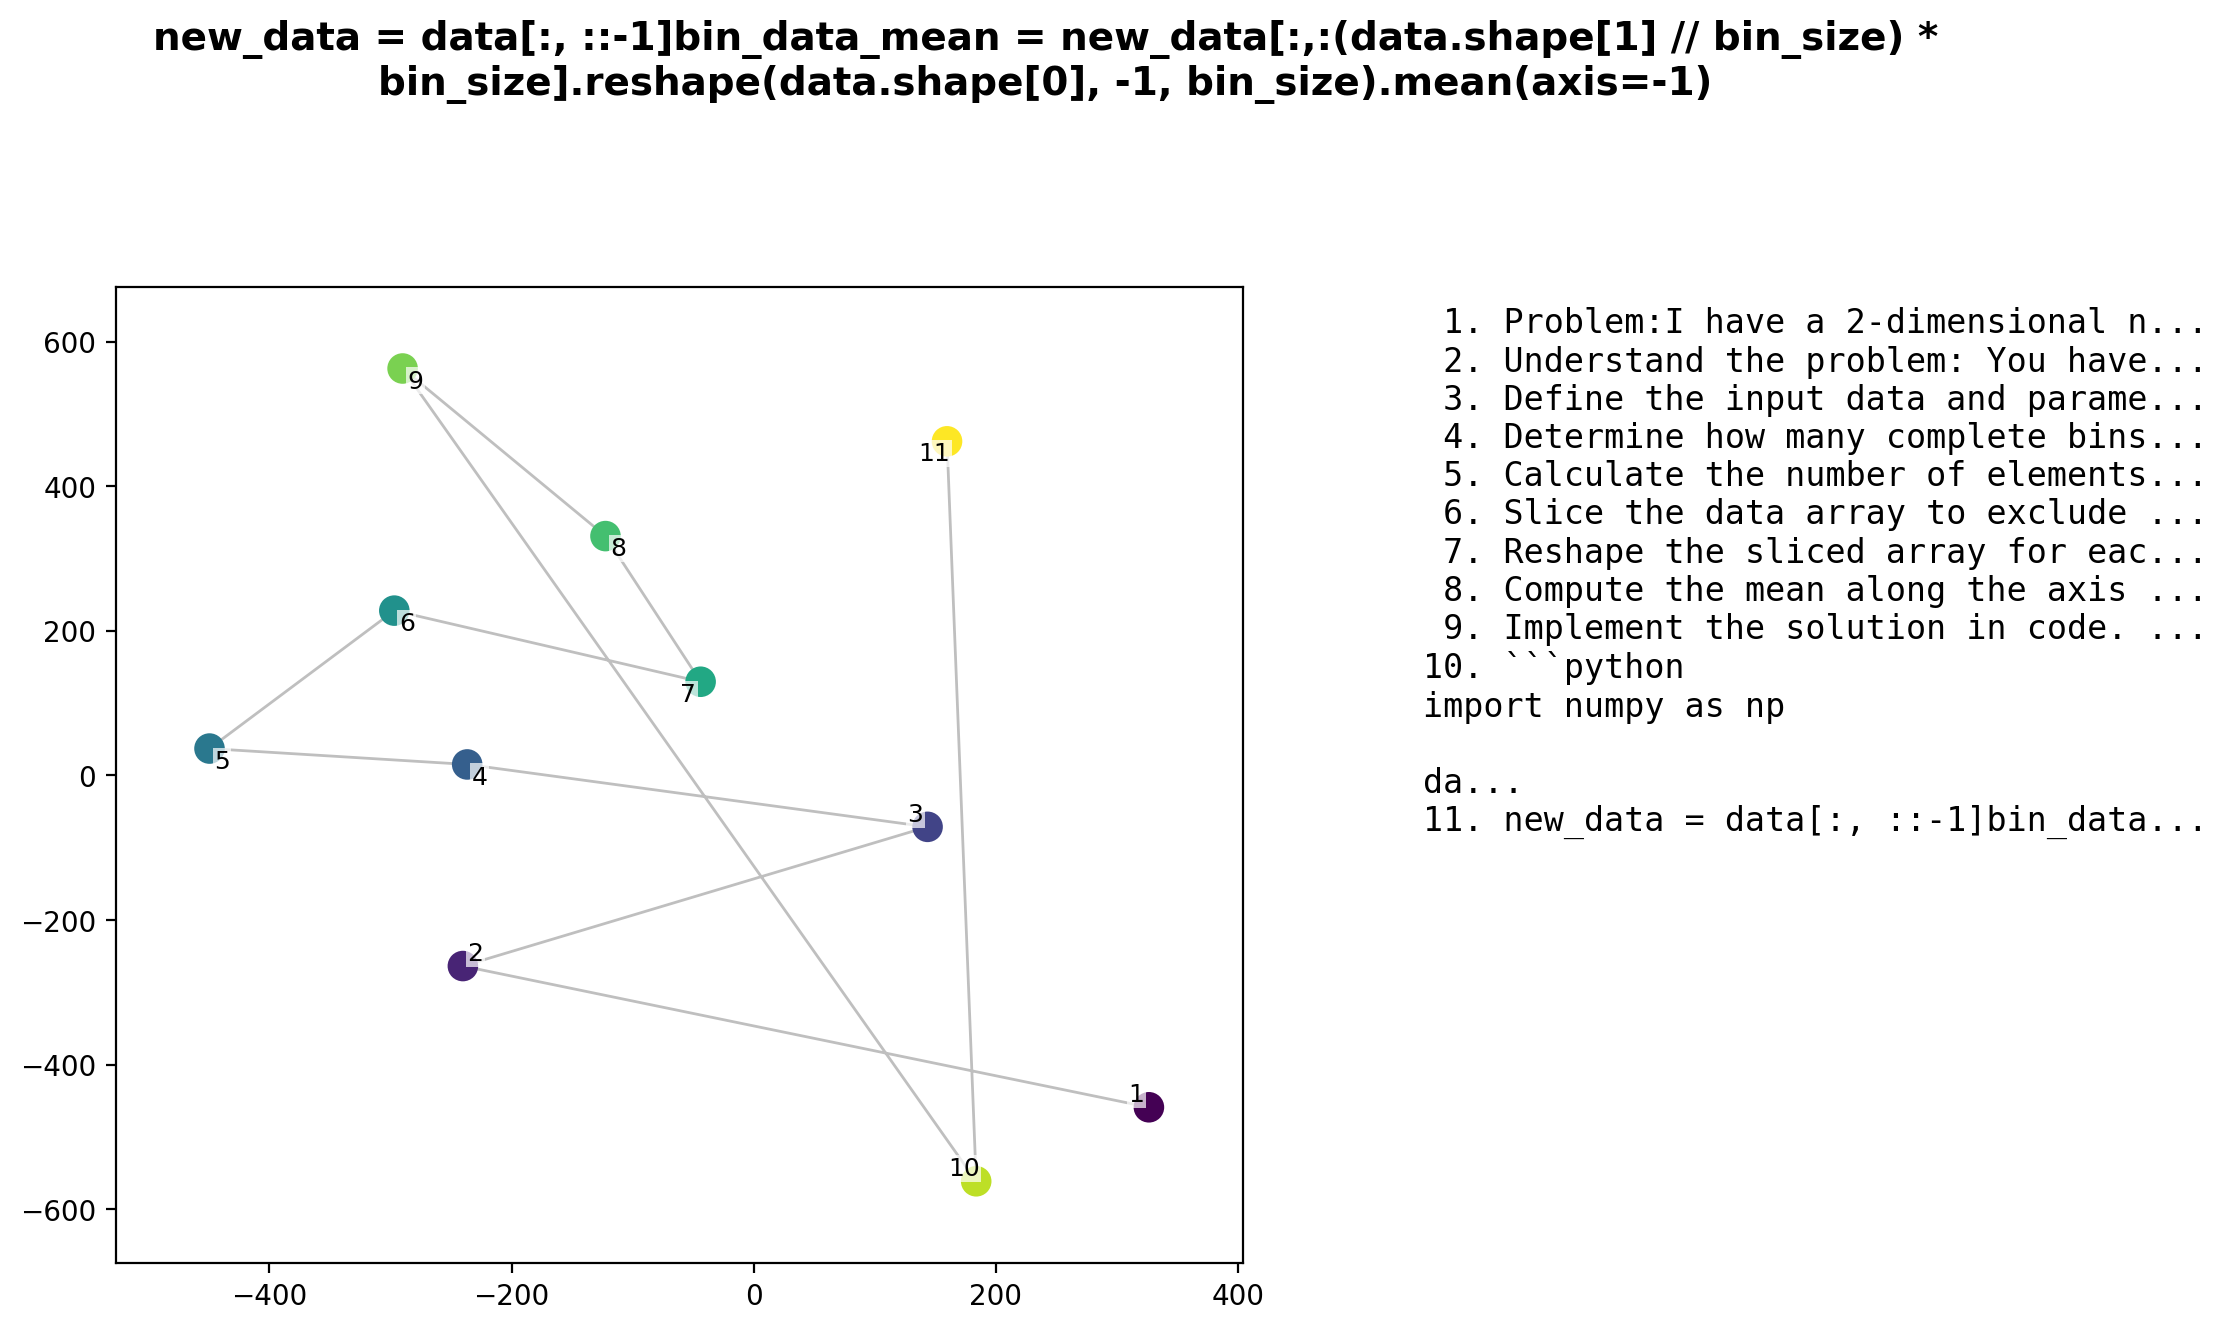 new_data = data[:, ::-1]bin_data_mean = new_data[:,:(data.shape[1] // bin_size) *
bin_size].reshape(data.shape[0], -1, bin_size).mean(axis=-1)
600
400
200
0
−200
−400
−600
−400
−200
0
200
400
9
11
8
6
7
5
4
3
2
1
10
1. Problem:I have a 2-dimensional n...
2. Understand the problem: You have...
3. Define the input data and parame...
4. Determine how many complete bins...
5. Calculate the number of elements...
6. Slice the data array to exclude ...
7. Reshape the sliced array for eac...
8. Compute the mean along the axis ...
9. Implement the solution in code. ...
10. ```python
import numpy as np
da...
11. new_data = data[:, ::-1]bin_data...